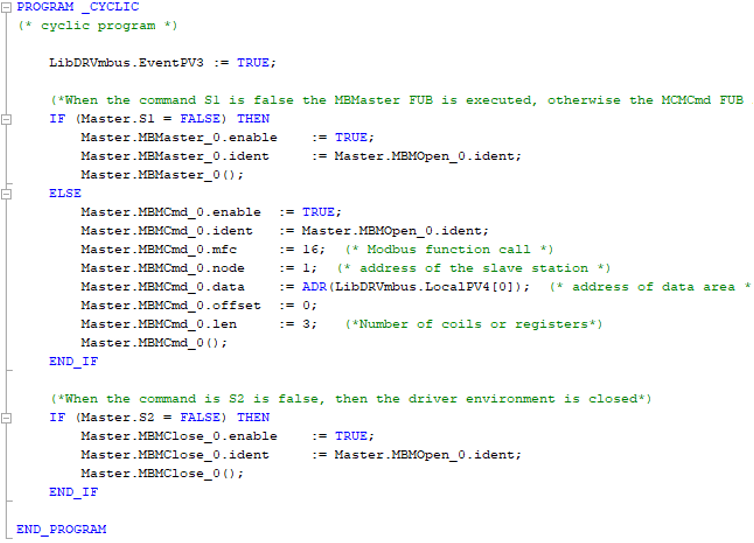 PROGRAM _CYCLIC
(* cyclic program *)
LibDRVmbus.EventPV3 := TRUE;
(*When the command S1 is false the MBMaster FUB is executed, otherwise the MCMCmd FUB
IF (Master.S1 = FALSE) THEN
Master.MBMaster_0.enable := TRUE;
Master.MBMaster_0.ident := Master.MBMOpen_0.ident;
Master.MBMaster_0();
ELSE
Master.MBMCmd_0.enable := TRUE;
Master.MBMCmd_0.ident := Master.MBMOpen_0.ident;
Master.MBMCmd_0.mfc := 16; (* Modbus function call *)
Master.MBMCmd_0.node := 1; (* address of the slave station *)
Master.MBMCmd_0.data := ADR(LibDRVmbus.LocalPV4[0]); (* address of data area *
Master.MBMCmd_0.offset := 0;
Master.MBMCmd_0.len := 3; (*Number of coils or registers*)
Master.MBMCmd_0();
END_IF
(*When the command is S2 is false, then the driver environment is closed*)
IF (Master.S2 = FALSE) THEN
Master.MBMClose_0.enable := TRUE;
Master.MBMClose_0.ident := Master.MBMOpen_0.ident;
Master.MBMClose_0();
END_IF
END_PROGRAM